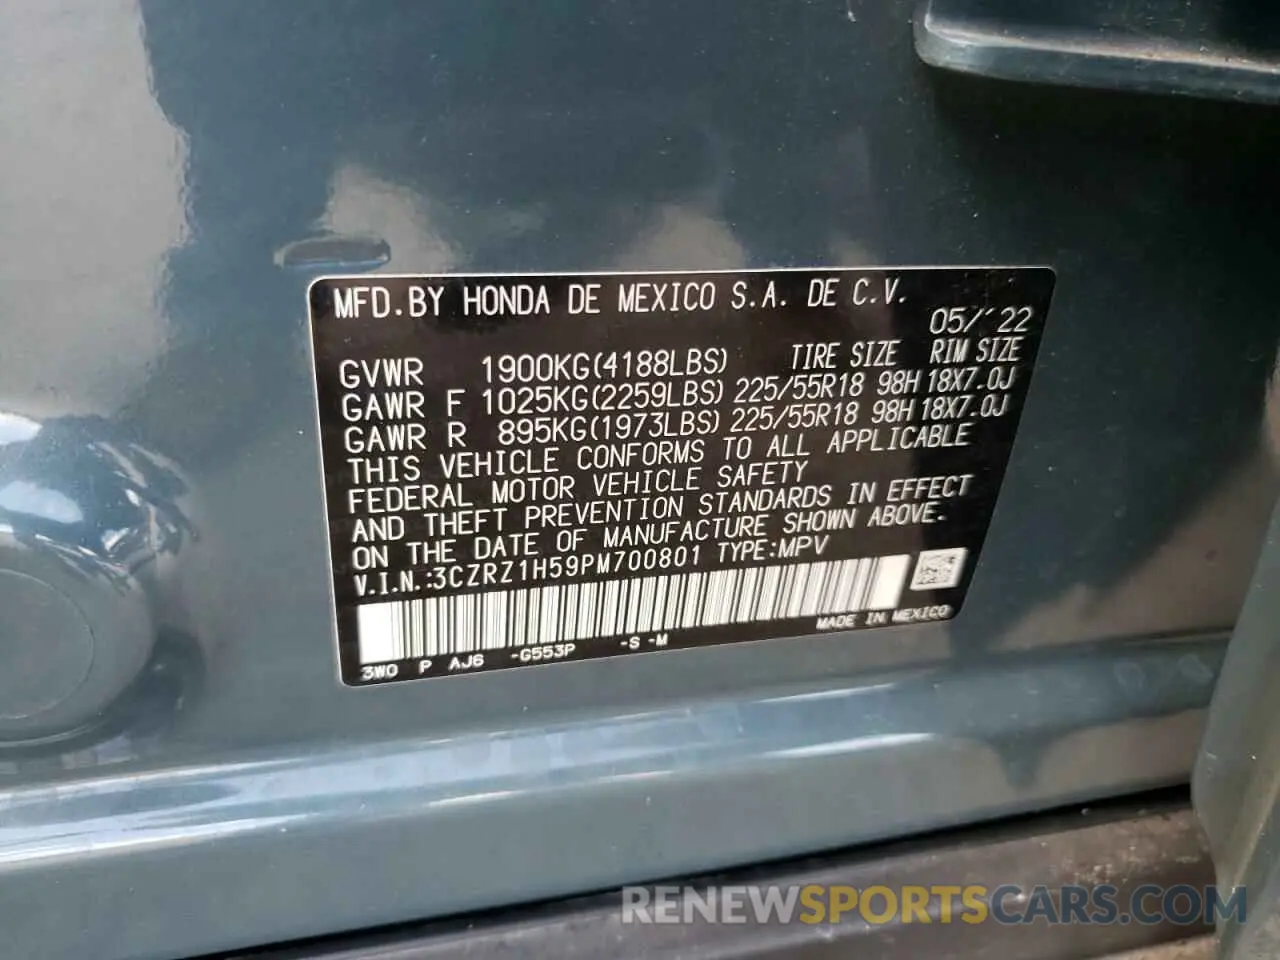 MFD.BY HONDA DE MEXICO S.A. DE C.V.
05/'22
GVWR 1900KG(4188LBS) TIRE SIZE RIM SIZE
GAWR F 1025KG(2259LBS) 225/55R18 98H 18X7.0J
GAWR R 895KG(1973LBS) 225/55R18 98H 18X7.0J
THIS VEHICLE CONFORMS TO ALL APPLICABLE
FEDERAL MOTOR VEHICLE SAFETY
AND THEFT PREVENTION STANDARDS IN EFFECT
ON THE DATE OF MANUFACTURE SHOWN ABOVE.
V.I.N.:3CZRZ1H59PM700801 TYPE:MPV
MADE IN MEXICO
3W0 P AJ6 -G553P -S -M
RENEWSPORTSCARS.COM